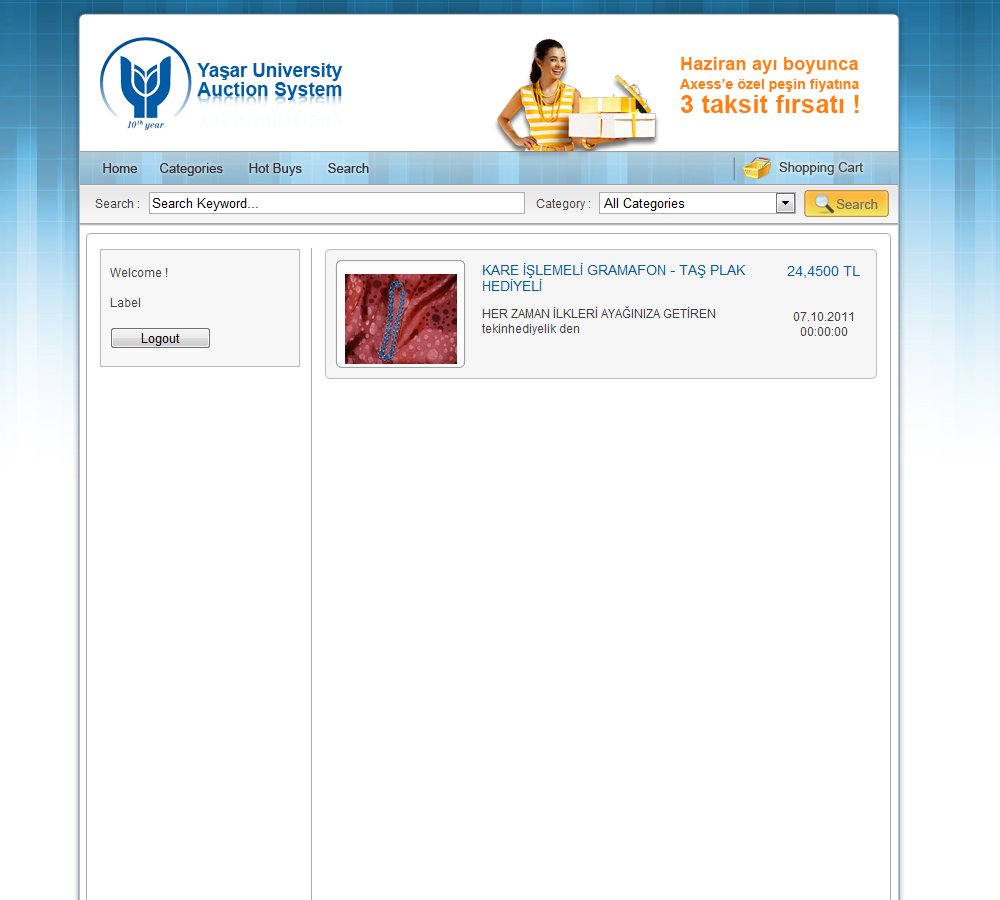 Yaşar University
Auction System
10th year
Haziran ayı boyunca
Axess'e özel peşin fiyatına
3 taksit fırsatı !
Home Categories Hot Buys Search Shopping Cart
Search : Search Keyword... Category : All Categories Search
Welcome !
Label
Logout
KARE İŞLEMELİ GRAMAFON - TAŞ PLAK
HEDİYELİ
24,4500 TL
HER ZAMAN İLKLERİ AYAĞINIZA GETİREN
tekinhediyelik den
07.10.2011
00:00:00